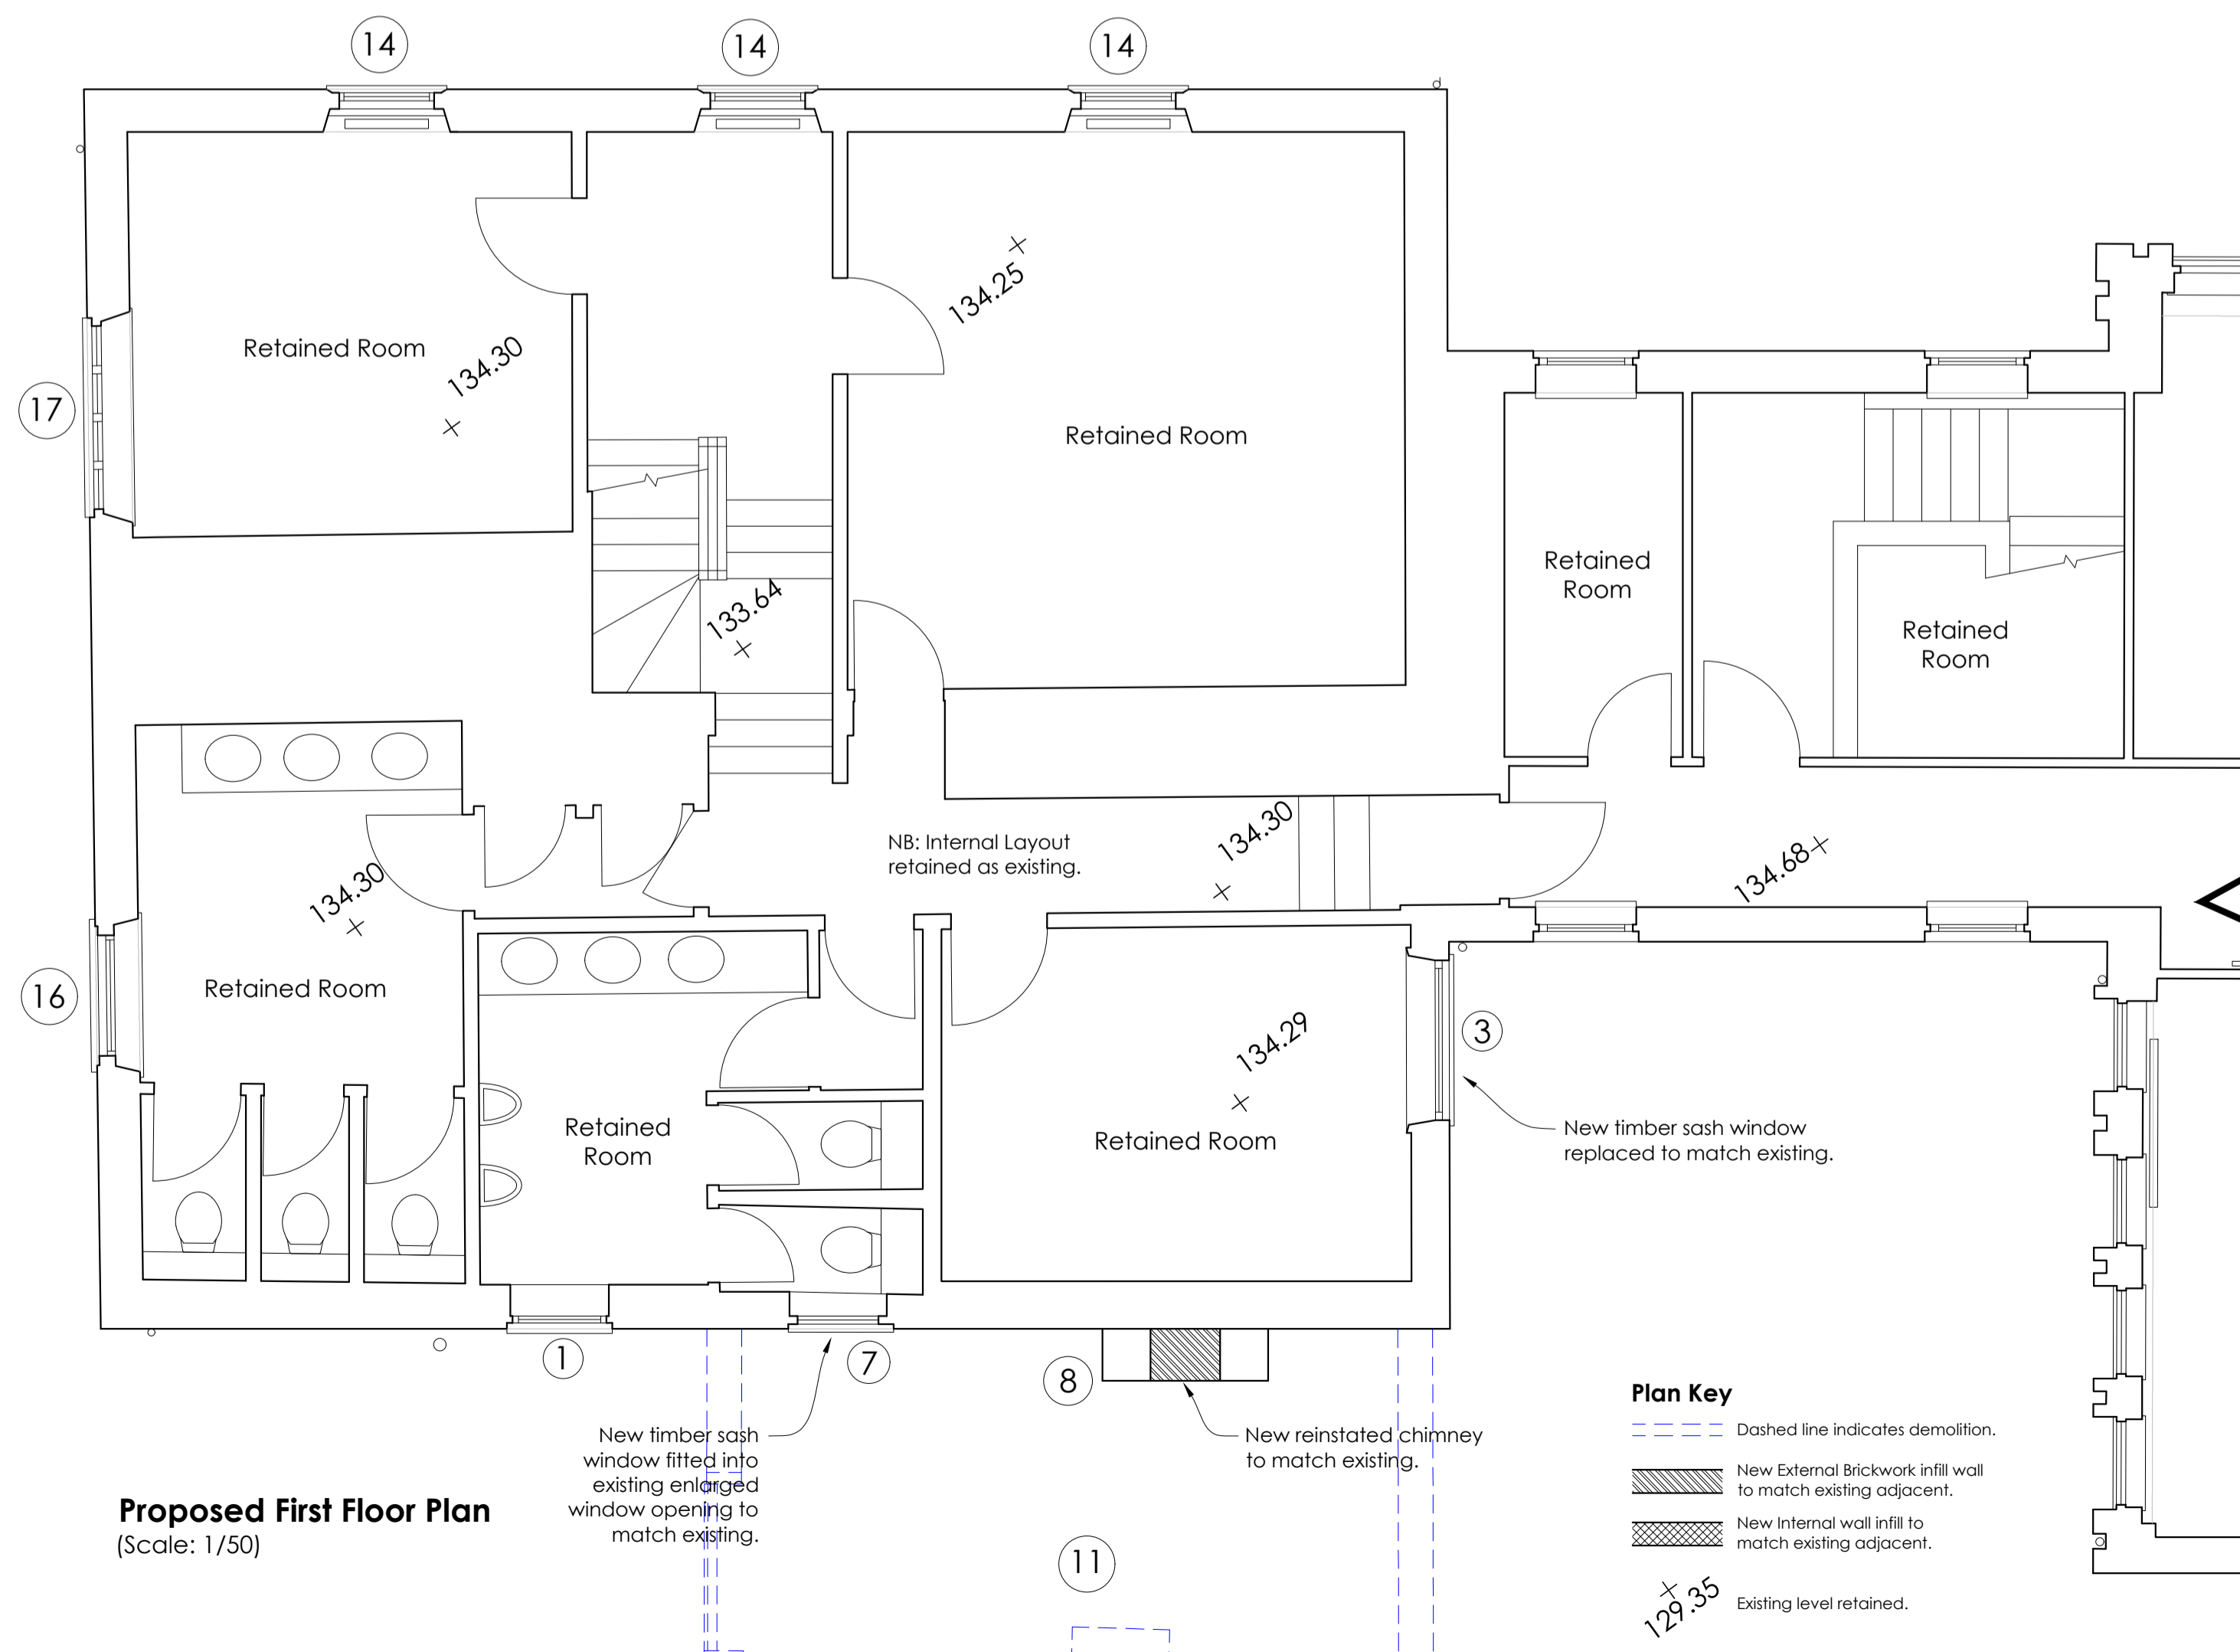 14
14
14
134.25
Retained Room
134.30
17
Retained Room
Retained
Room
133.64
Retained
Room
NB: Internal Layout
retained as existing.
134.30
134.68
134.30
Retained Room
16
134.29
3
Retained
Room
Retained Room
New timber sash window
replaced to match existing.
1
7
8
New timber sash
window fitted into
existing enlarged
window opening to
match existing.
New reinstated chimney
to match existing.
11
Proposed First Floor Plan
(Scale: 1/50)
Plan Key
Dashed line indicates demolition.
New External Brickwork infill wall
to match existing adjacent.
New Internal wall infill to
match existing adjacent.
129.35
Existing level retained.